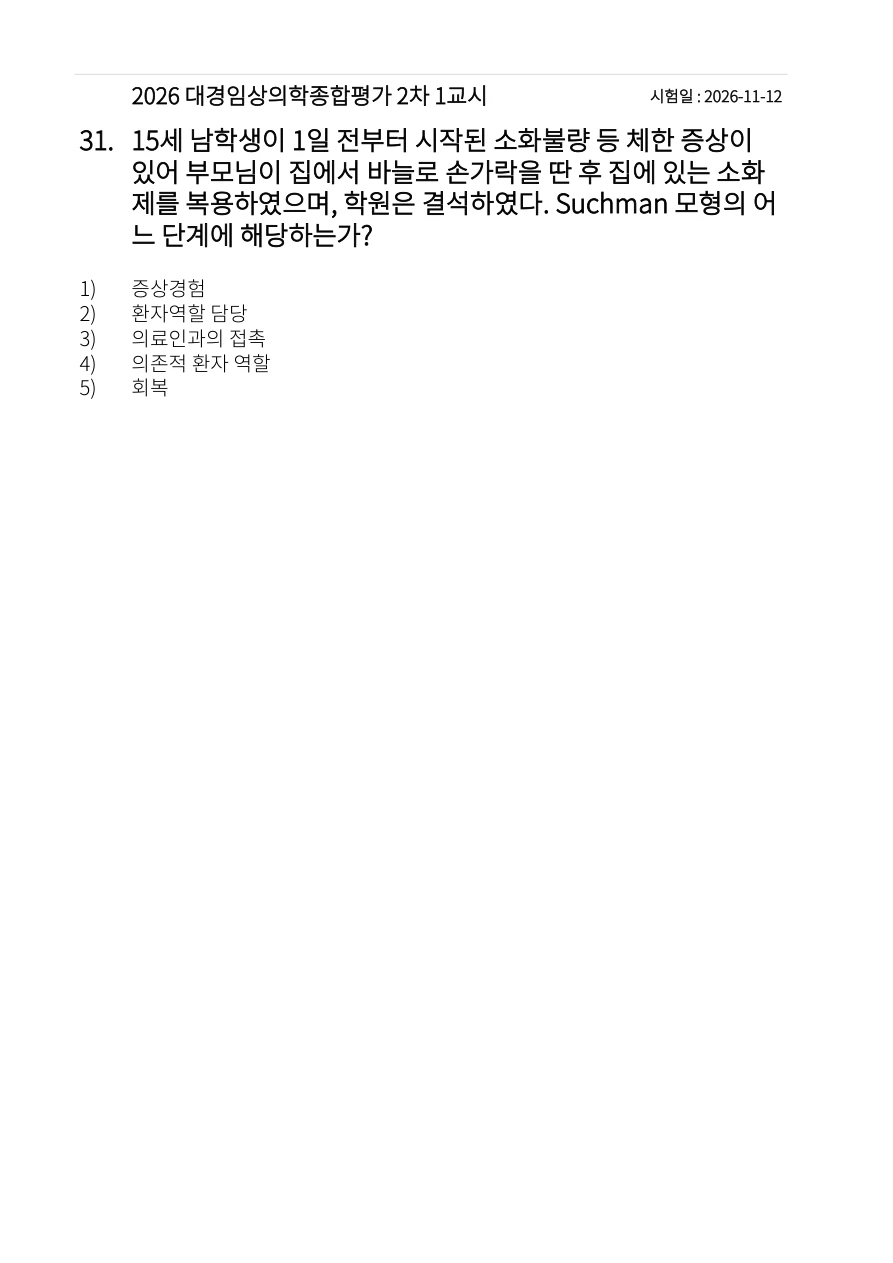 2026 대경임상의학종합평가 2차 1교시
시험일 : 2026-11-12
31. 15세 남학생이 1일 전부터 시작된 소화불량 등 체한 증상이
있어 부모님이 집에서 바늘로 손가락을 딴 후 집에 있는 소화
제를 복용하였으며, 학원은 결석하였다. Suchman 모형의 어
느 단계에 해당하는가?
1) 증상경험
2) 환자역할 담당
3) 의료인과의 접촉
4) 의존적 환자 역할
5) 회복